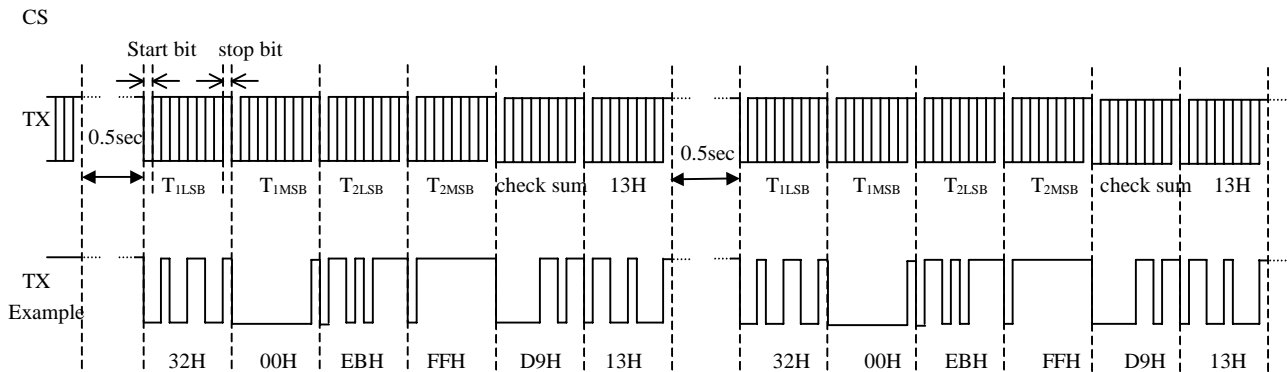 CS
Start bit stop bit
TX
0.5sec 0.5sec
T1LSB T1MSB T2LSB T2MSB check sum 13H T1LSB T1MSB T2LSB T2MSB check sum 13H
TX
Example
32H 00H EBH FFH D9H 13H 32H 00H EBH FFH D9H 13H